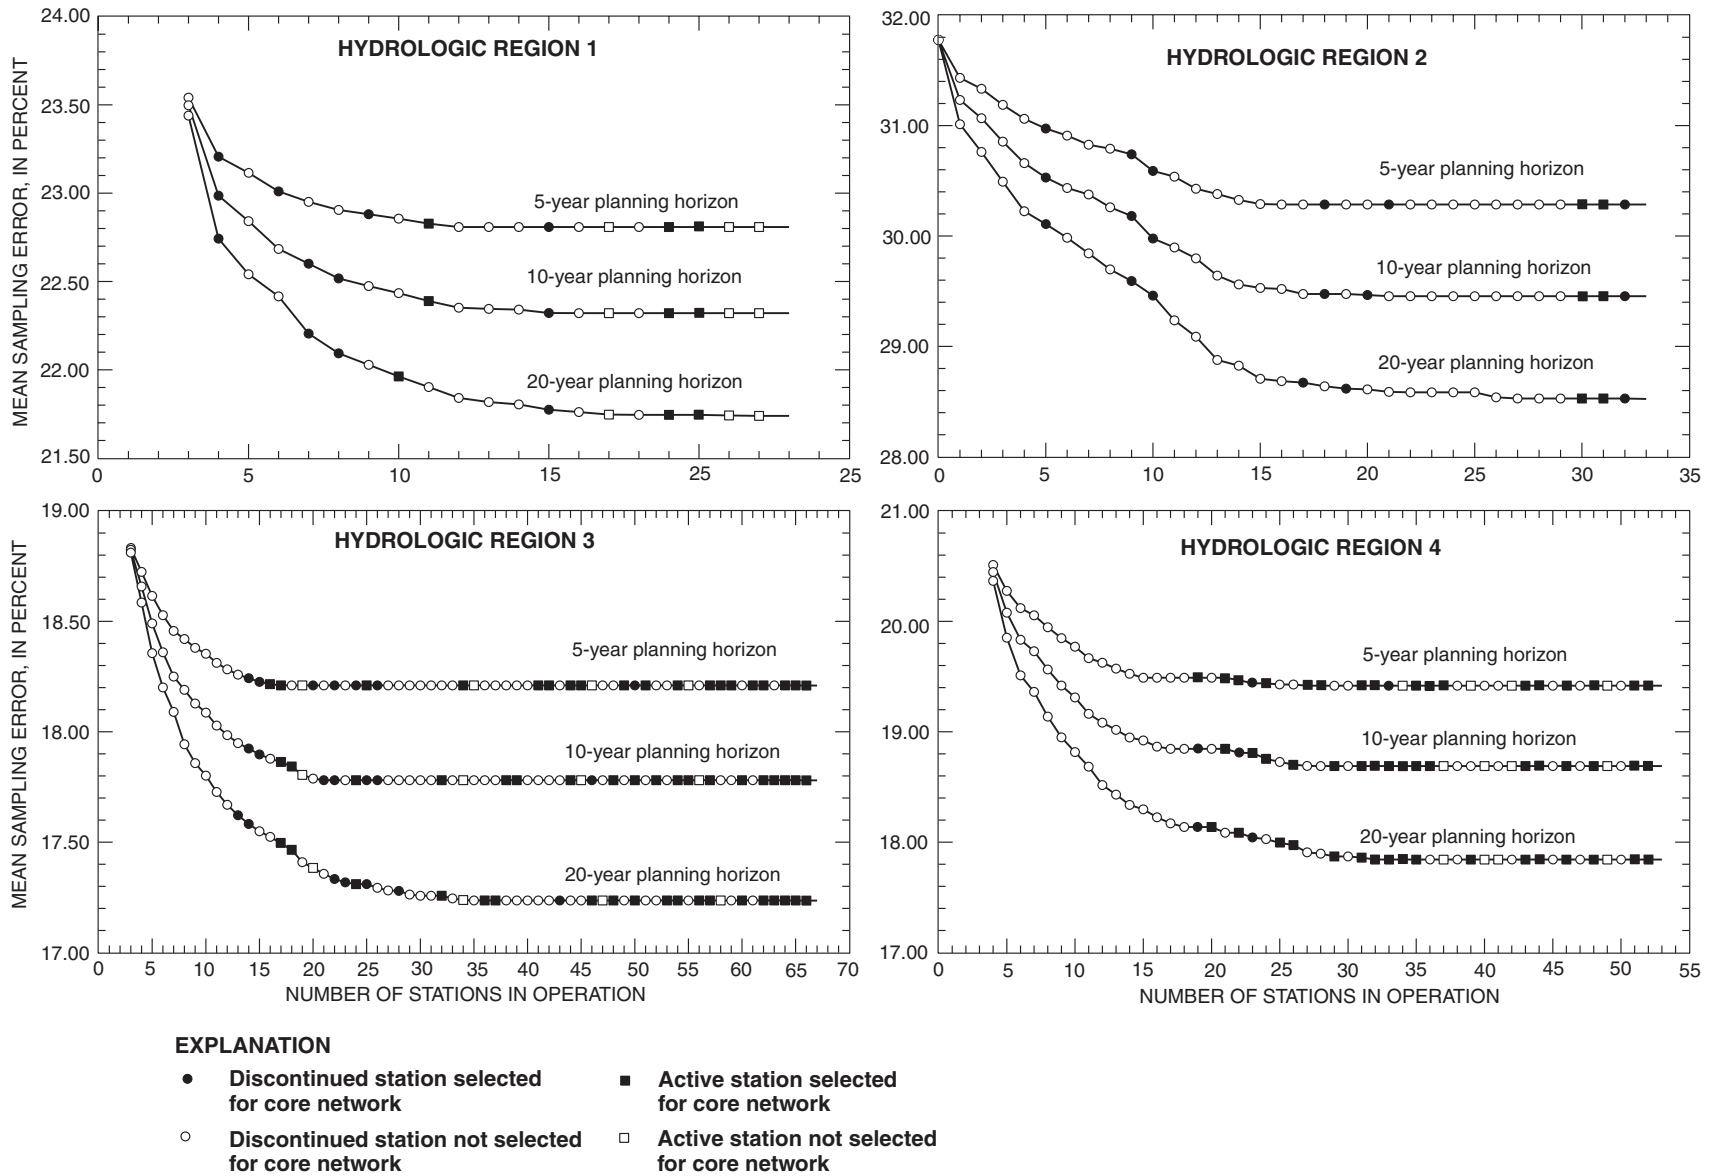 HYDROLOGIC REGION 1
MEAN SAMPLING ERROR, IN PERCENT
24.00
23.50
23.00
22.50
22.00
21.50
5-year planning horizon
10-year planning horizon
20-year planning horizon
0 5 10 15 25 25
HYDROLOGIC REGION 2
32.00
31.00
30.00
29.00
28.00
5-year planning horizon
10-year planning horizon
20-year planning horizon
0 5 10 15 20 25 30 35
HYDROLOGIC REGION 3
MEAN SAMPLING ERROR, IN PERCENT
19.00
18.50
18.00
17.50
17.00
5-year planning horizon
10-year planning horizon
20-year planning horizon
0 5 10 15 20 25 30 35 40 45 50 55 60 65 70
NUMBER OF STATIONS IN OPERATION
HYDROLOGIC REGION 4
21.00
20.00
19.00
18.00
17.00
5-year planning horizon
10-year planning horizon
20-year planning horizon
0 5 10 15 20 25 30 35 40 45 50 55
NUMBER OF STATIONS IN OPERATION
EXPLANATION
Discontinued station selected
for core network
Discontinued station not selected
for core network
Active station selected
for core network
Active station not selected
for core network